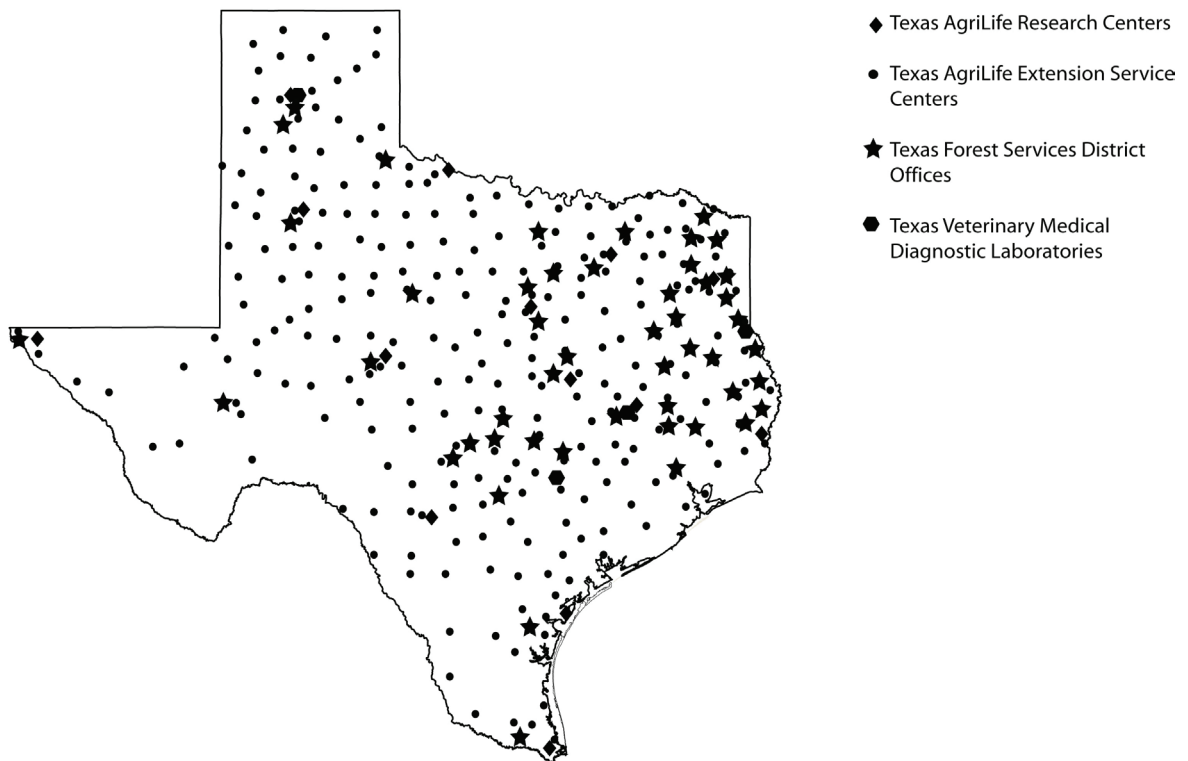 Texas AgriLife Research Centers
Texas AgriLife Extension Service
Centers
Texas Forest Services District
Offices
Texas Veterinary Medical
Diagnostic Laboratories